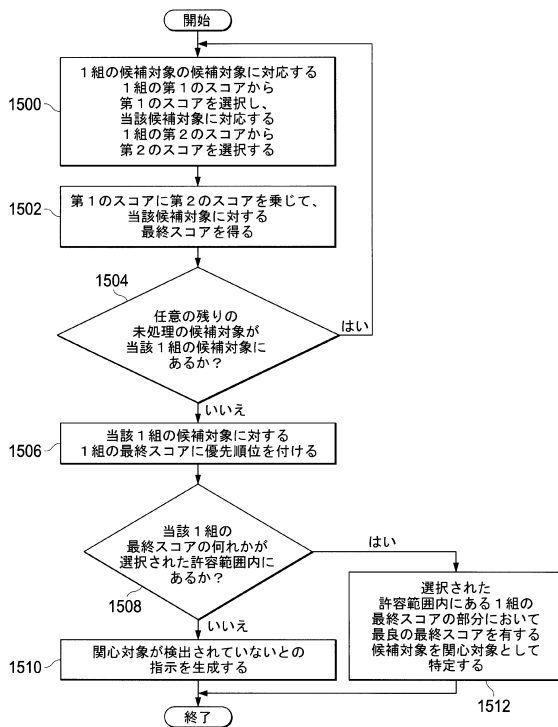 開始
1500
1組の候補対象の候補対象に対応する
1組の第1のスコアから
第1のスコアを選択し、
当該候補対象に対応する
1組の第2のスコアから
第2のスコアを選択する
1502
第1のスコアに第2のスコアを乗じて、
当該候補対象に対する
最終スコアを得る
1504
任意の残りの
未処理の候補対象が
当該1組の候補対象に
あるか?
はい
いいえ
1506
当該1組の候補対象に対する
1組の最終スコアに優先順位を付ける
当該1組の
最終スコアの何れかが
選択された許容範囲内に
あるか?
1508
はい
いいえ
1510
関心対象が検出されていないとの
指示を生成する
選択された
許容範囲内にある1組の
最終スコアの部分において
最良の最終スコアを有する
候補対象を関心対象として
特定する
1512
終了